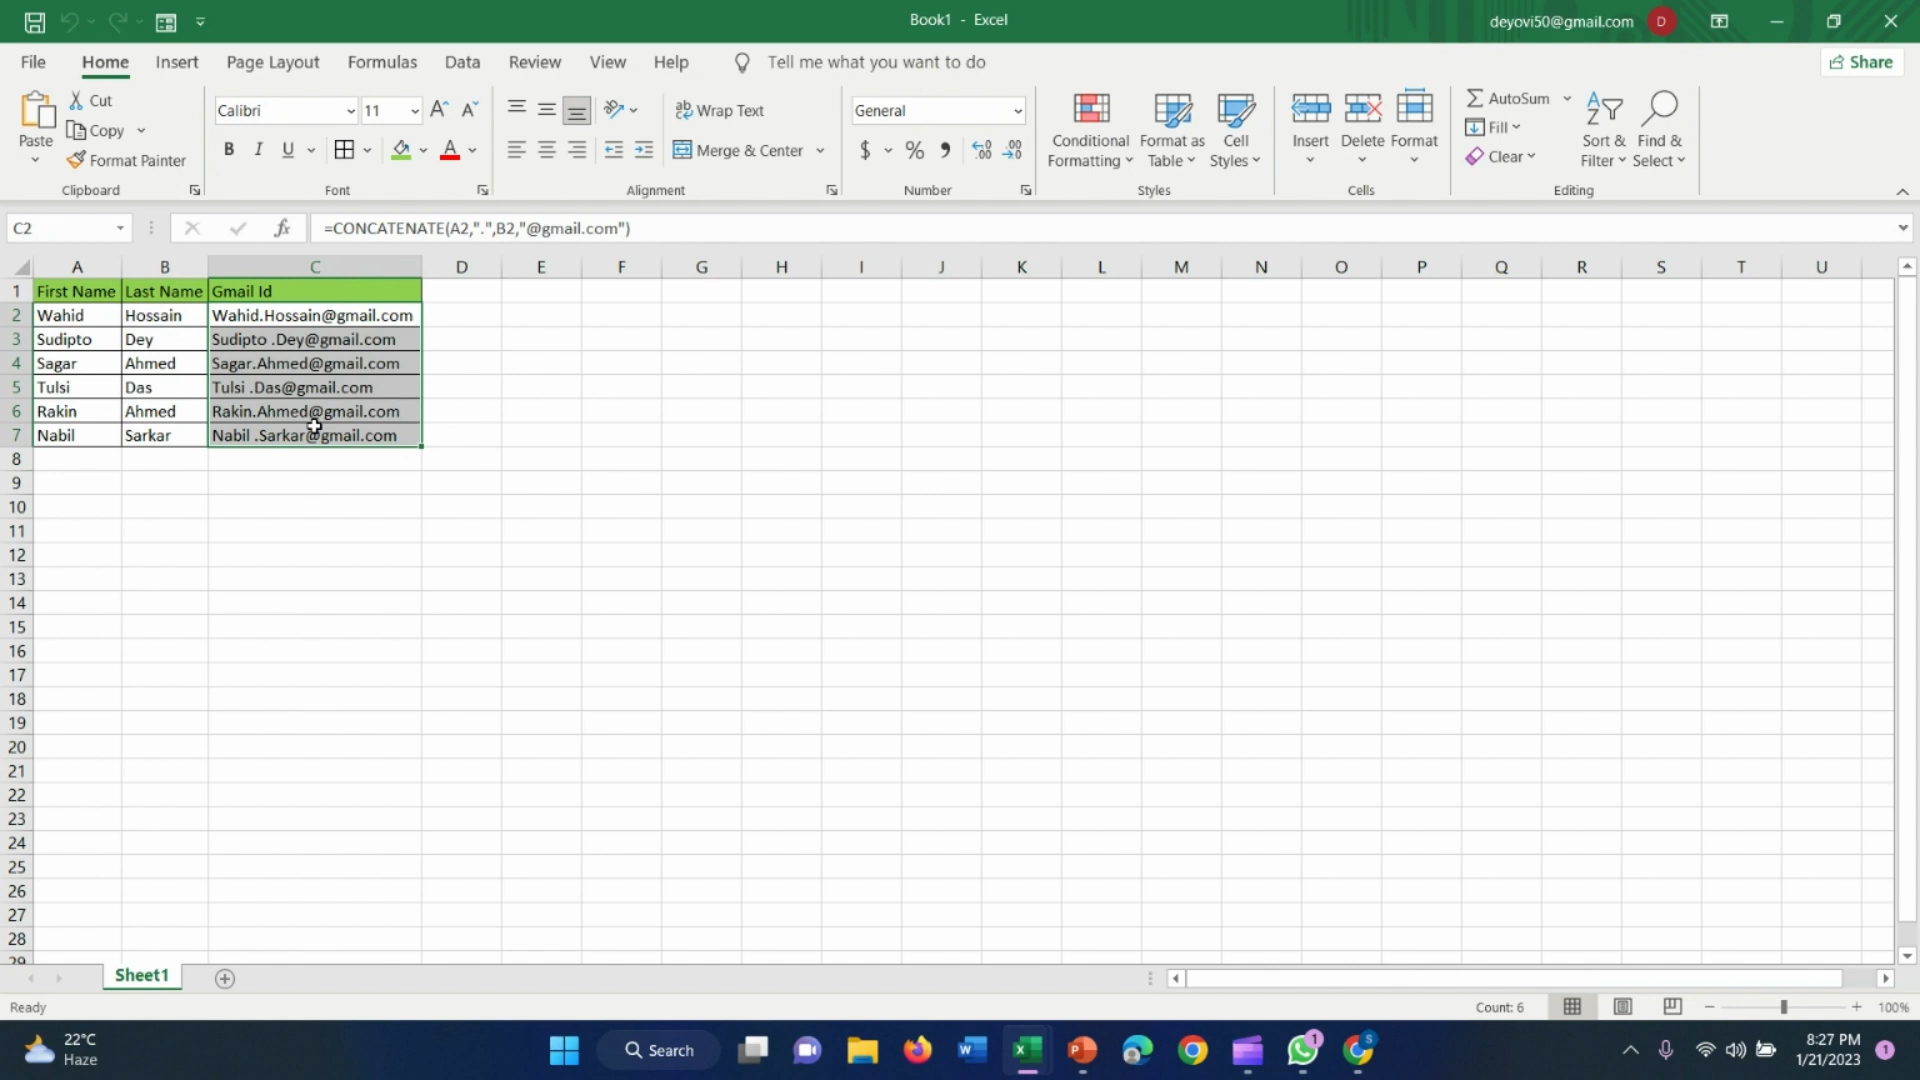 Book1 - Excel
deyovi50@gmail.com
D
File Home Insert Page Layout Formulas Data Review View Help Tell me what you want to do
Share
Paste
Cut
Copy
Format Painter
Clipboard
Calibri 11
B I U
Font
Wrap Text
Merge & Center
Alignment
General
$ % ,
Number
Conditional Formatting
Format as Table
Cell Styles
Styles
Insert Delete Format
Cells
AutoSum
Fill
Clear
Sort & Filter
Find & Select
Editing
C2
fx
=CONCATENATE(A2,".",B2,"@gmail.com")
A B C D E F G H I J K L M N O P Q R S T U
1 First Name Last Name Gmail Id
2 Wahid Hossain Wahid.Hossain@gmail.com
3 Sudipto Dey Sudipto .Dey@gmail.com
4 Sagar Ahmed Sagar.Ahmed@gmail.com
5 Tulsi Das Tulsi .Das@gmail.com
6 Rakin Ahmed Rakin.Ahmed@gmail.com
7 Nabil Sarkar Nabil .Sarkar@gmail.com
8
9
10
11
12
13
14
15
16
17
18
19
20
21
22
23
24
25
26
27
28
29
Sheet1
Ready
Count: 6
100%
22°C
Haze
Search
1
S
8:27 PM
1/21/2023
1